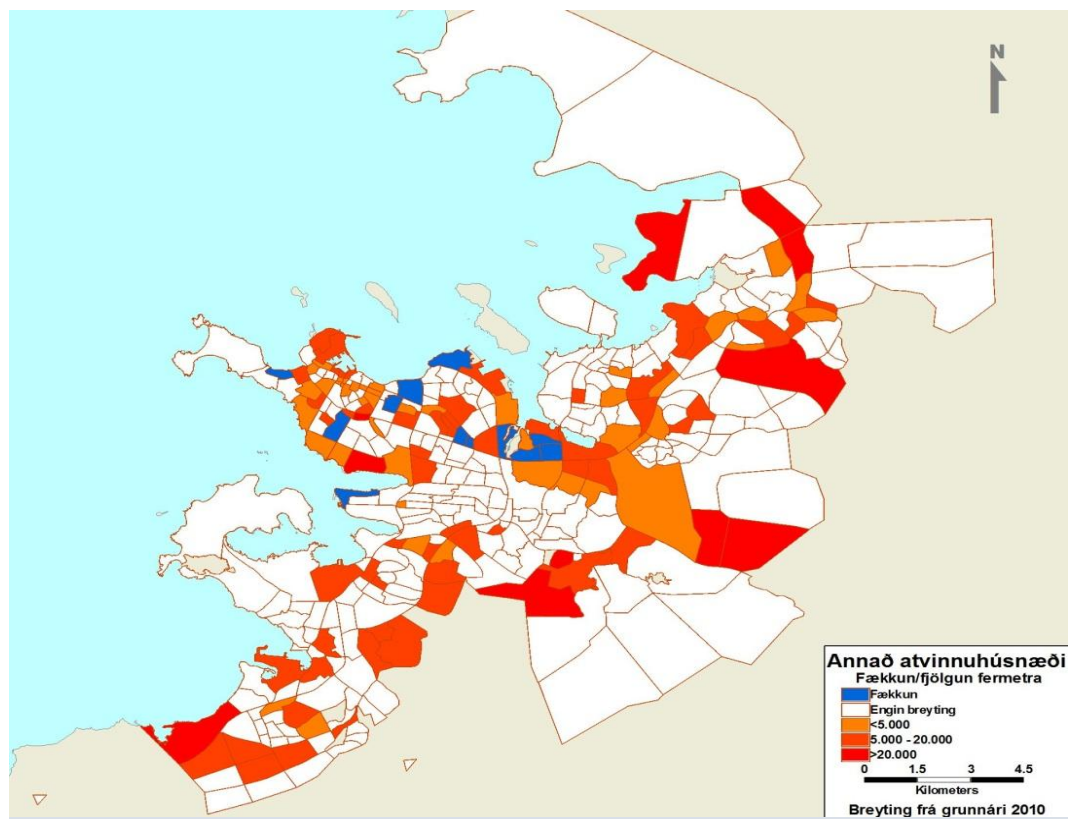 N
Annað atvinnuhúsnæði
Fækkun/fjölgun fermetra
Fækkun
Engin breyting
<5.000
5.000 - 20.000
>20.000
0 1.5 3 4.5
Kilometers
Breyting frá grunnári 2010